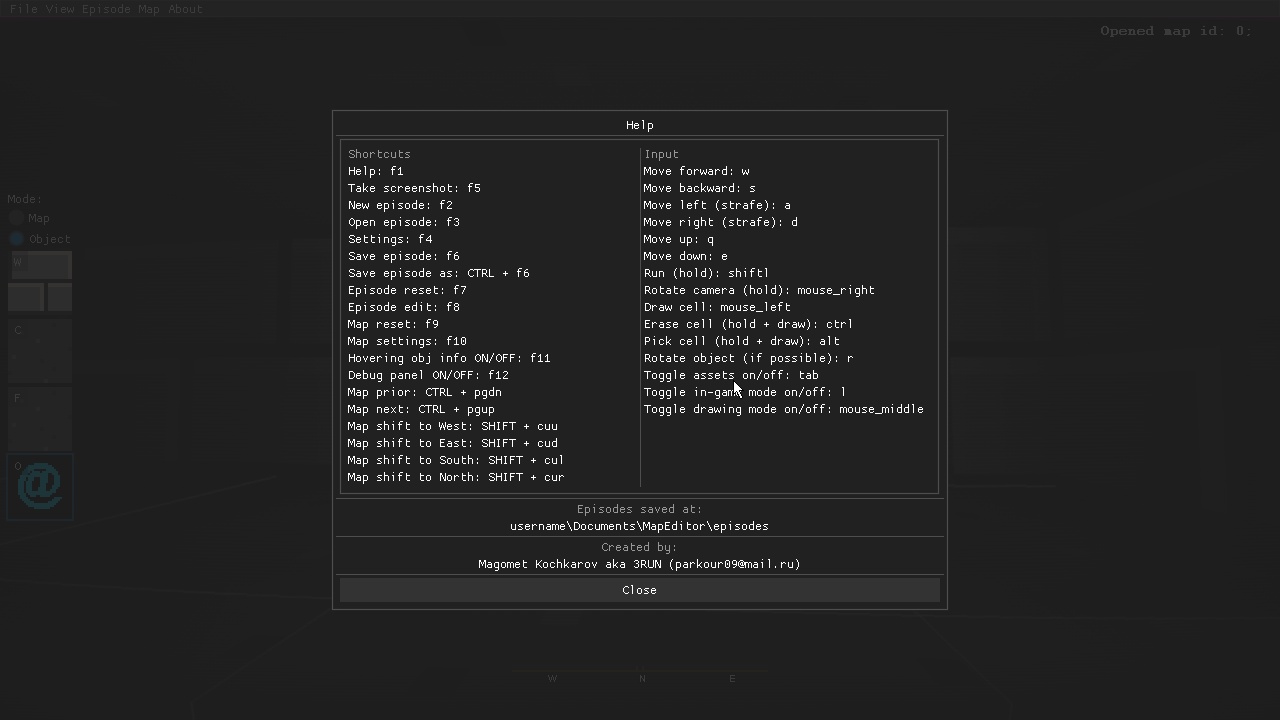 File View Episode Map About
Opened map id: 0;
Help
Shortcuts
Help: f1
Take screenshot: f5
New episode: f2
Open episode: f3
Settings: f4
Save episode: f6
Save episode as: CTRL + f6
Episode reset: f7
Episode edit: f8
Map reset: f9
Map settings: f10
Hovering obj info ON/OFF: f11
Debug panel ON/OFF: f12
Map prior: CTRL + pgdn
Map next: CTRL + pgup
Map shift to West: SHIFT + cuu
Map shift to East: SHIFT + cud
Map shift to South: SHIFT + cul
Map shift to North: SHIFT + cur
Input
Move forward: w
Move backward: s
Move left (strafe): a
Move right (strafe): d
Move up: q
Move down: e
Run (hold): shiftl
Rotate camera (hold): mouse_right
Draw cell: mouse_left
Erase cell (hold + draw): ctrl
Pick cell (hold + draw): alt
Rotate object (if possible): r
Toggle assets on/off: tab
Toggle in-game mode on/off: l
Toggle drawing mode on/off: mouse_middle
Episodes saved at:
username\Documents\MapEditor\episodes
Created by:
Magomet Kochkarov aka 3RUN (parkour09@mail.ru)
Close
Mode:
Map
Object
W
C
F
O
@
W N E